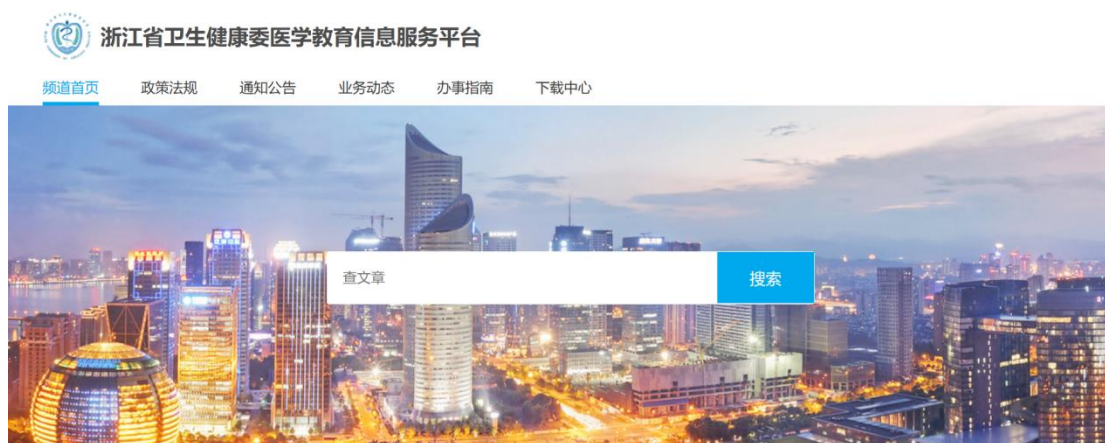 浙江省卫生健康委医学教育信息服务平台
频道首页 政策法规 通知公告 业务动态 办事指南 下载中心
查文章 搜索